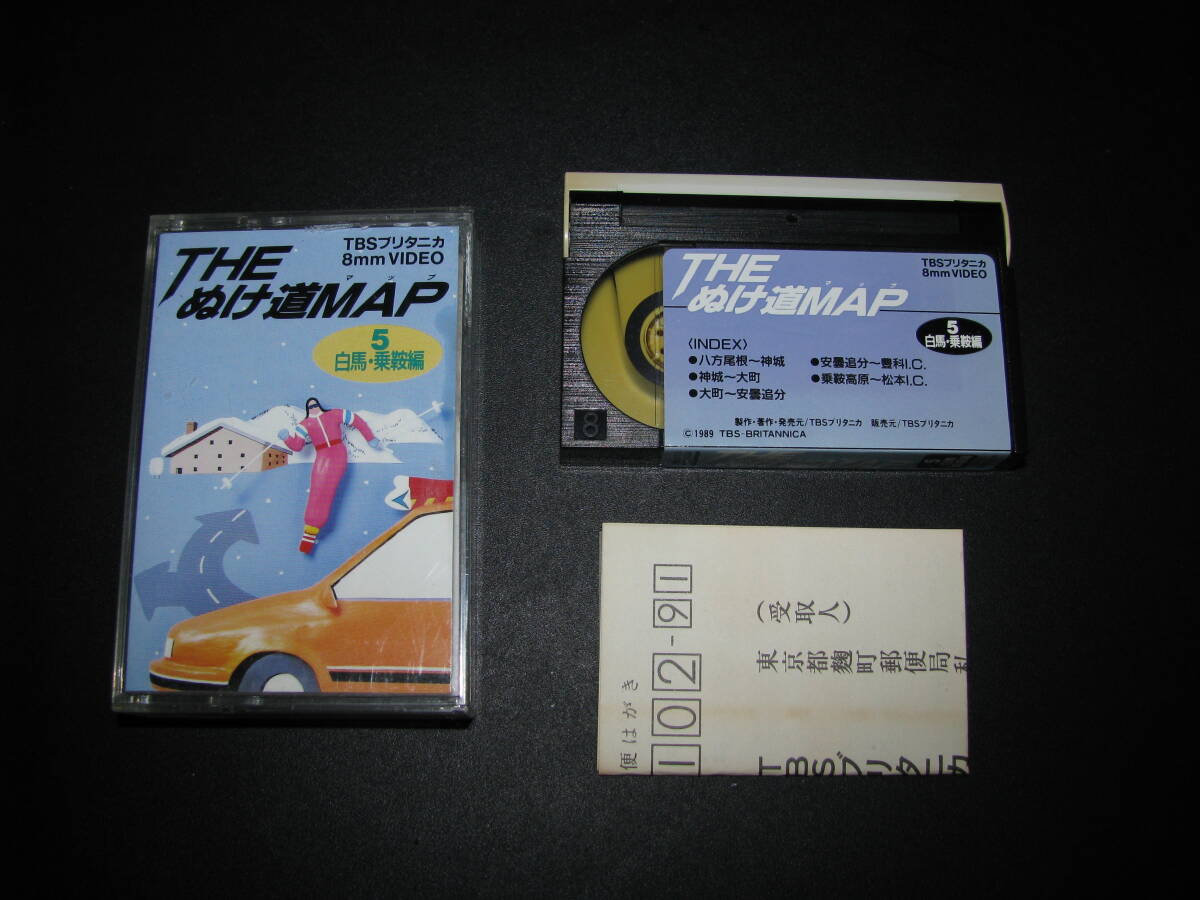 THE
ぬけ道MAP
マップ
TBSブリタニカ
8mm VIDEO
5
白馬・乗鞍編
THE
ぬけ道MAP
マップ
TBSブリタニカ
8mm VIDEO
5
白馬・乗鞍編
〈INDEX〉
●八方尾根〜神城
●神城〜大町
●大町〜安曇追分
●安曇追分〜豊科I.C.
●乗鞍高原〜松本I.C.
製作・著作・発売元/TBSブリタニカ 販売元/TBSブリタニカ
©1989 TBS-BRITANNICA
8
便はがき
102-91
(受取人)
東京都麴町郵便局私
TBSブリタニカ